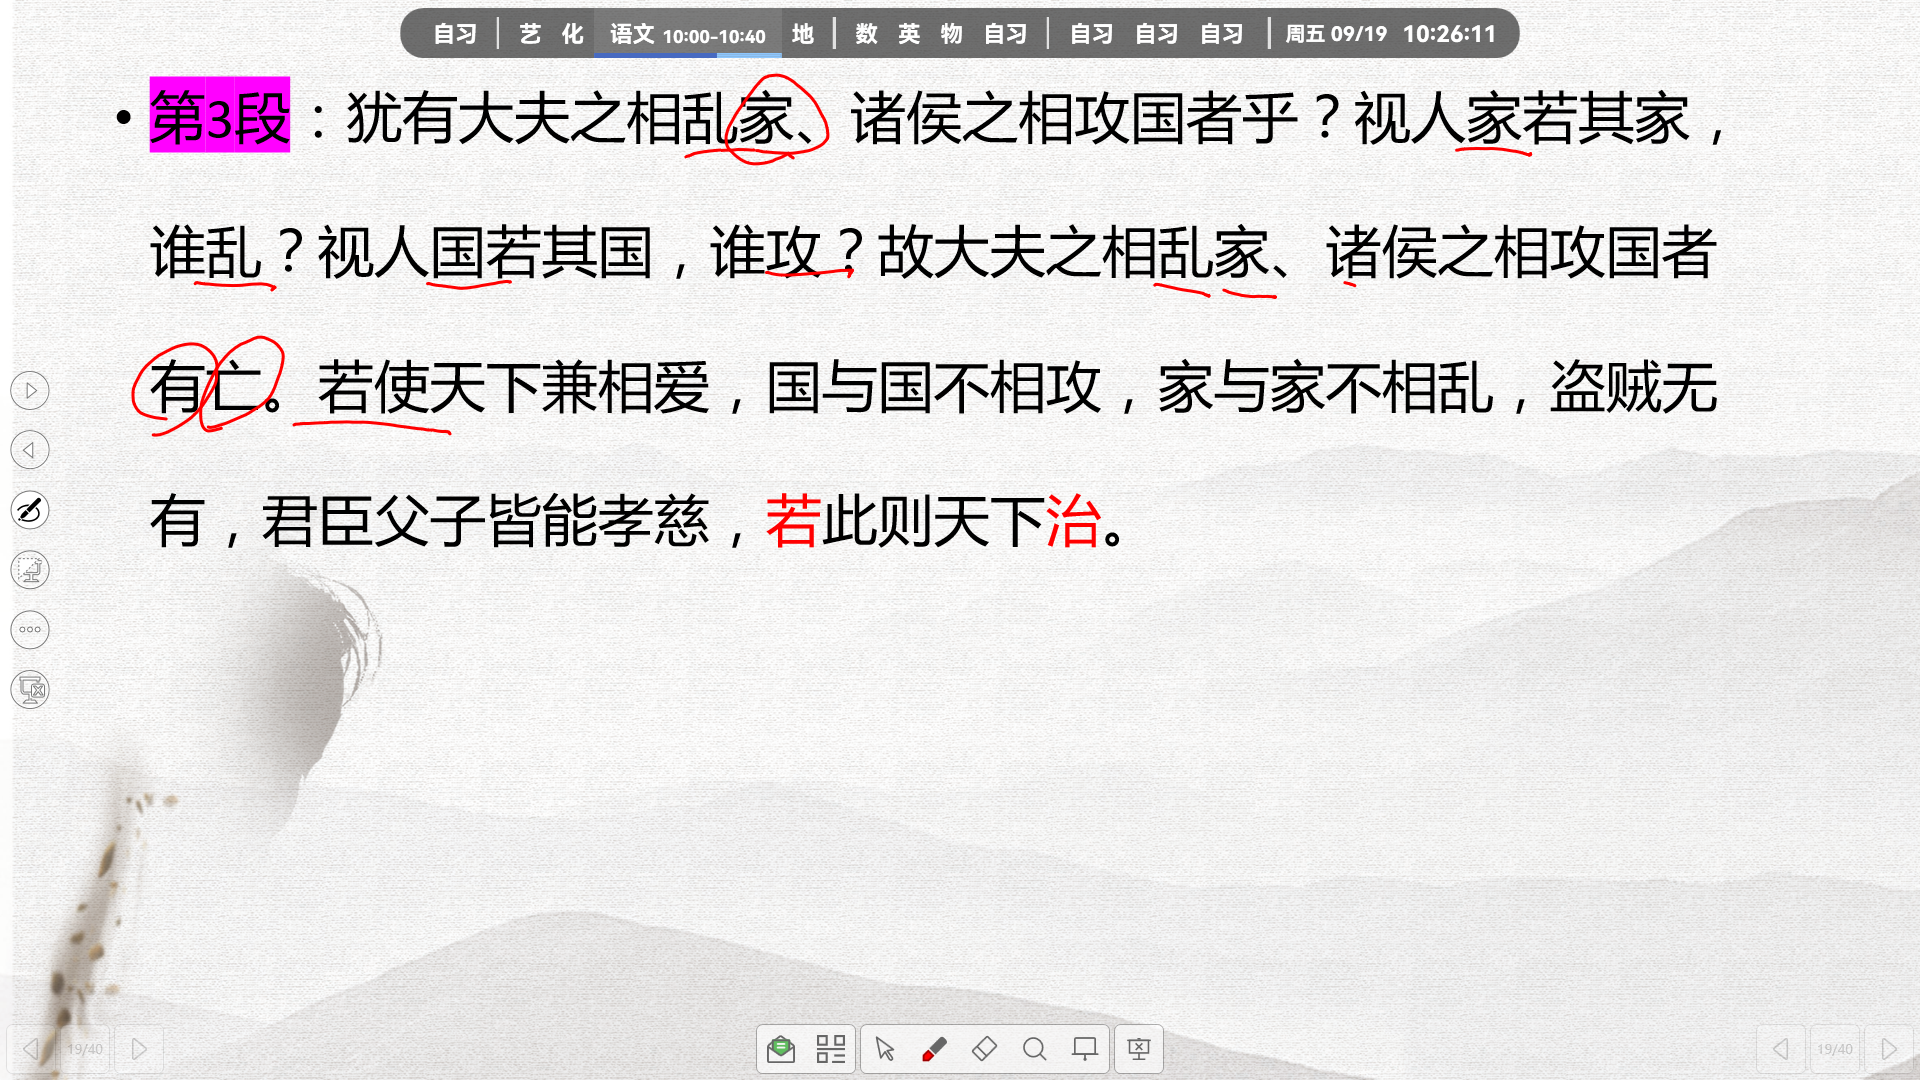 自习 艺 化 语文 10:00-10:40 地 数 英 物 自习 自习 自习 自习 周五 09/19 10:26:11
• 第3段：犹有大夫之相乱家、诸侯之相攻国者乎？视人家若其家，
谁乱？视人国若其国，谁攻？故大夫之相乱家、诸侯之相攻国者
有亡。若使天下兼相爱，国与国不相攻，家与家不相乱，盗贼无
有，君臣父子皆能孝慈，若此则天下治。
19/40 19/40